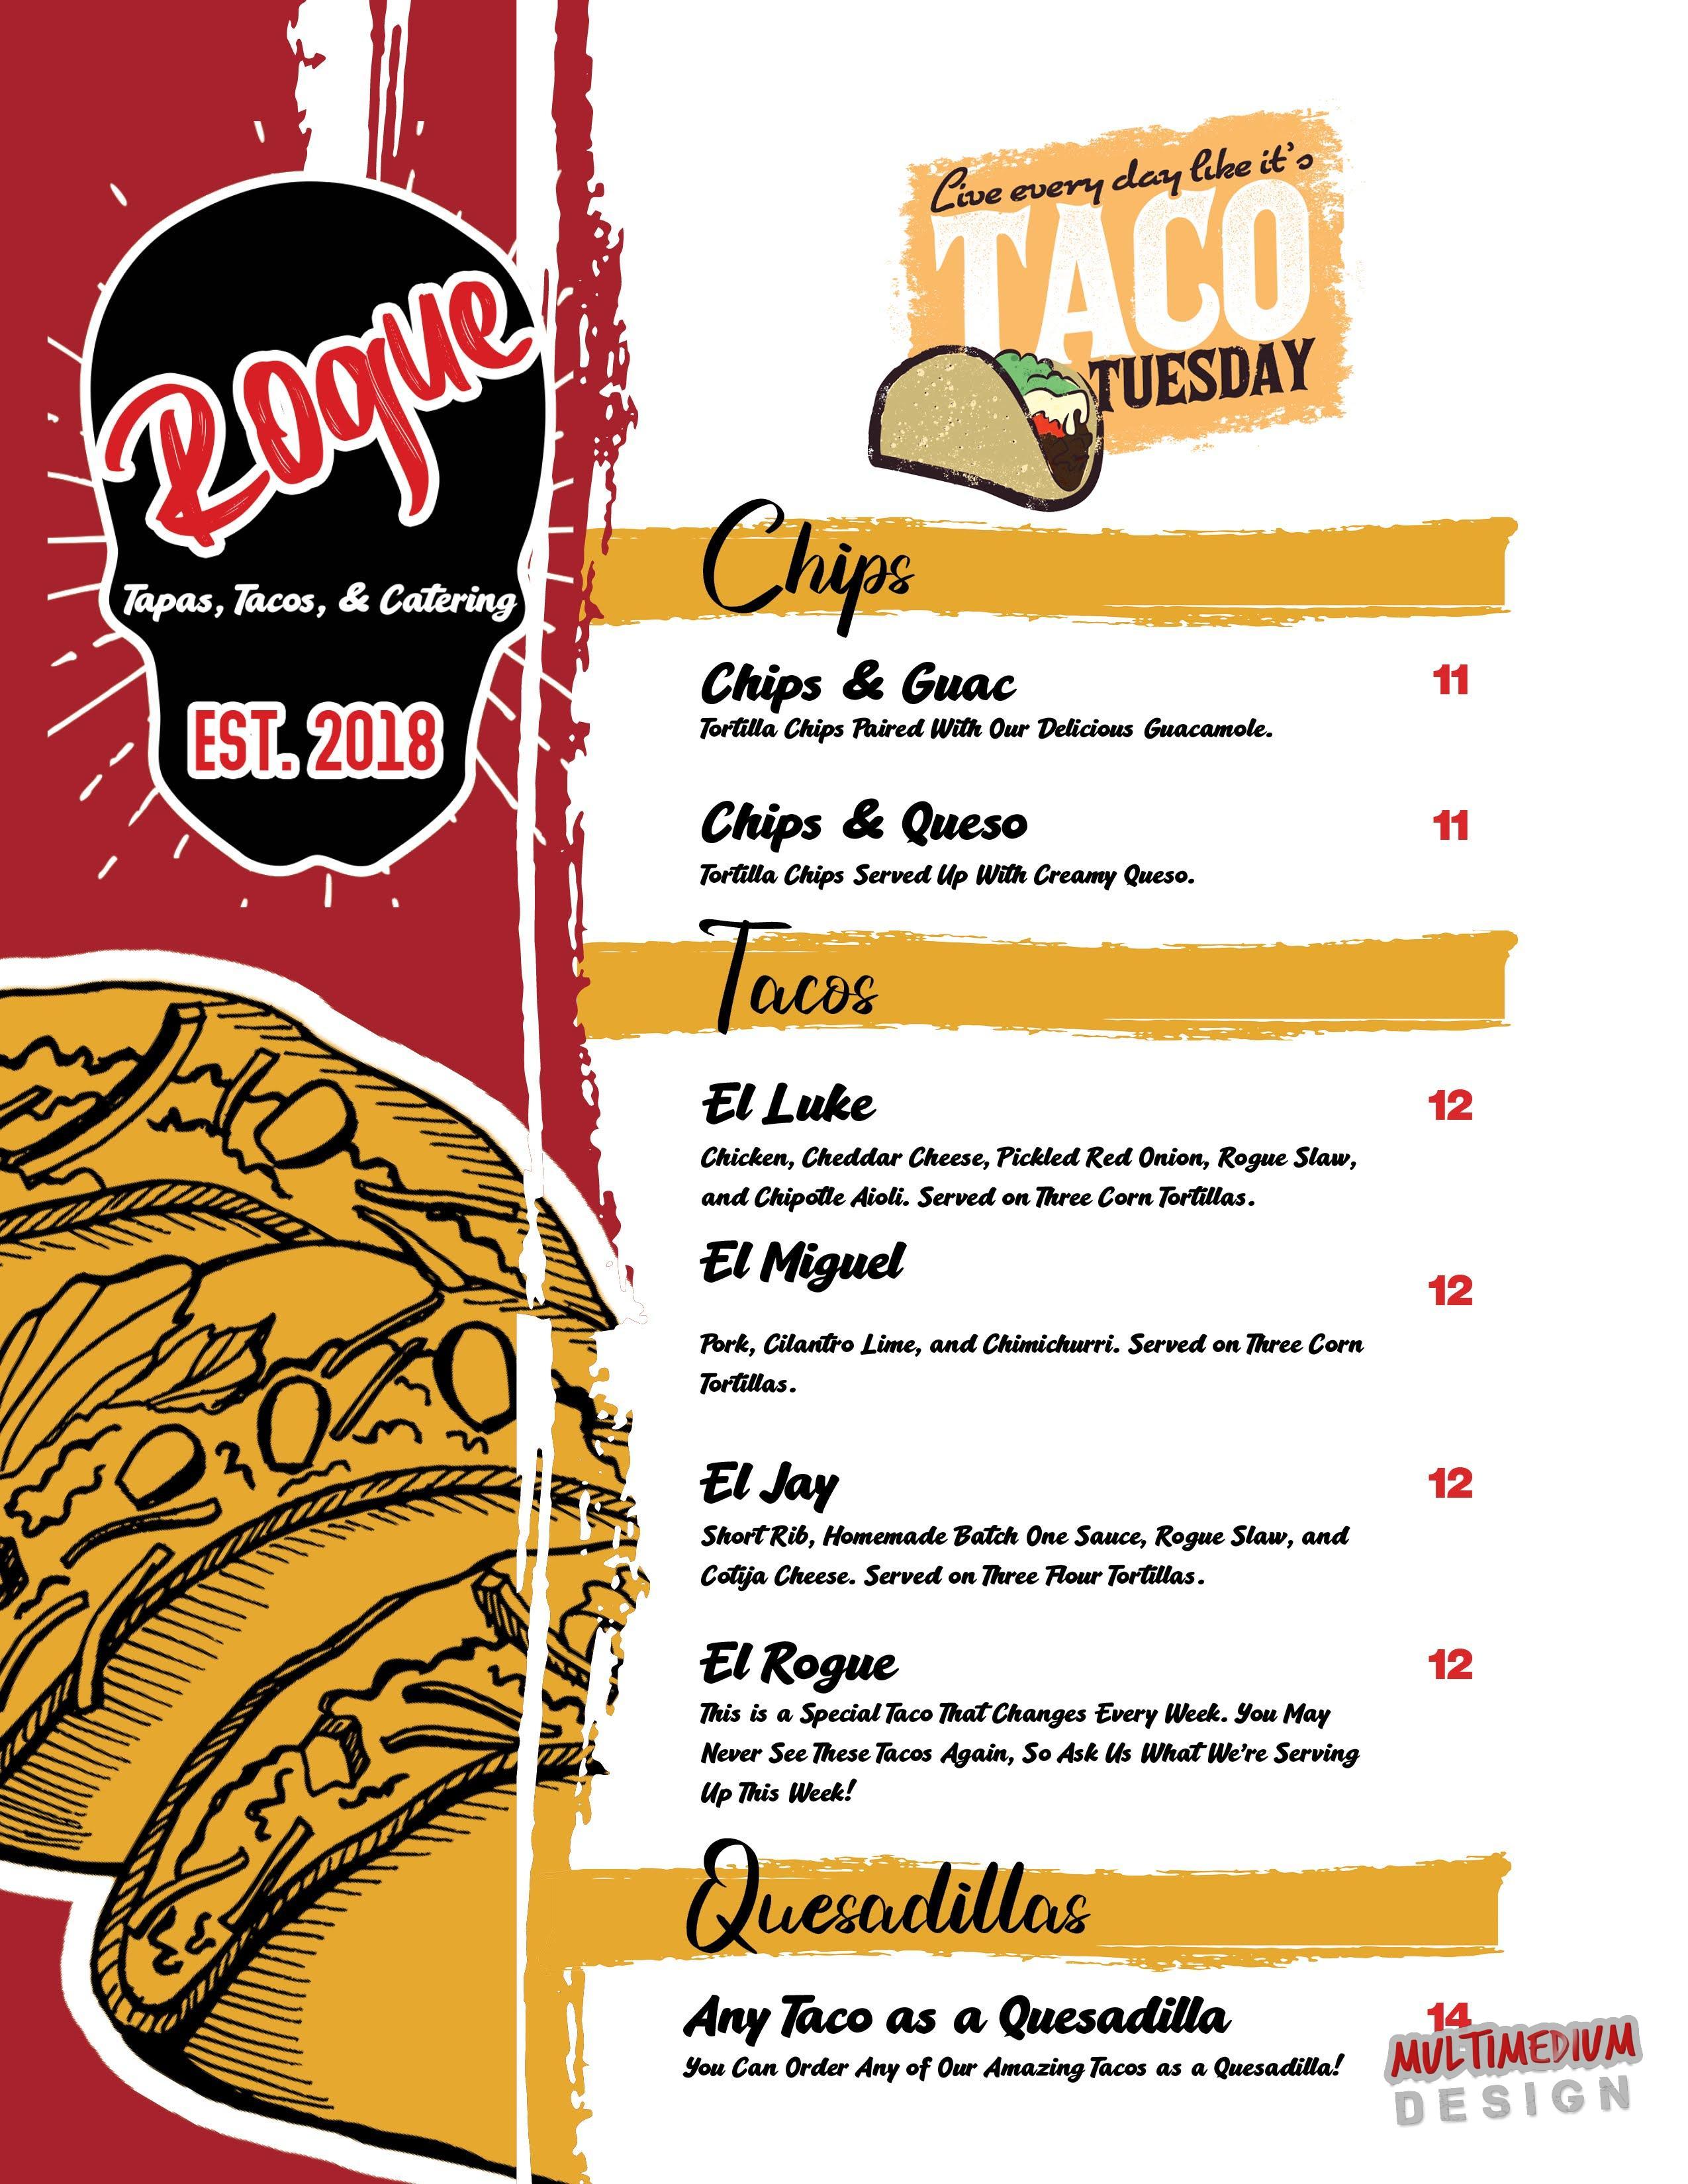 Rogue
Tapas, Tacos, & Catering
EST. 2018
Live every day like it's
TACO
TUESDAY
Chips
Chips & Guac 11
Tortilla Chips Paired With Our Delicious Guacamole.
Chips & Queso 11
Tortilla Chips Served Up With Creamy Queso.
Tacos
El Luke 12
Chicken, Cheddar Cheese, Pickled Red Onion, Rogue Slaw,
and Chipotle Aioli. Served on Three Corn Tortillas.
El Miguel 12
Pork, Cilantro Lime, and Chimichurri. Served on Three Corn
Tortillas.
El Jay 12
Short Rib, Homemade Batch One Sauce, Rogue Slaw, and
Cotija Cheese. Served on Three Flour Tortillas.
El Rogue 12
This is a Special Taco That Changes Every Week. You May
Never See These Tacos Again, So Ask Us What We're Serving
Up This Week!
Quesadillas
Any Taco as a Quesadilla 14
You Can Order Any of Our Amazing Tacos as a Quesadilla!
MULTIMEDIUM
DESIGN